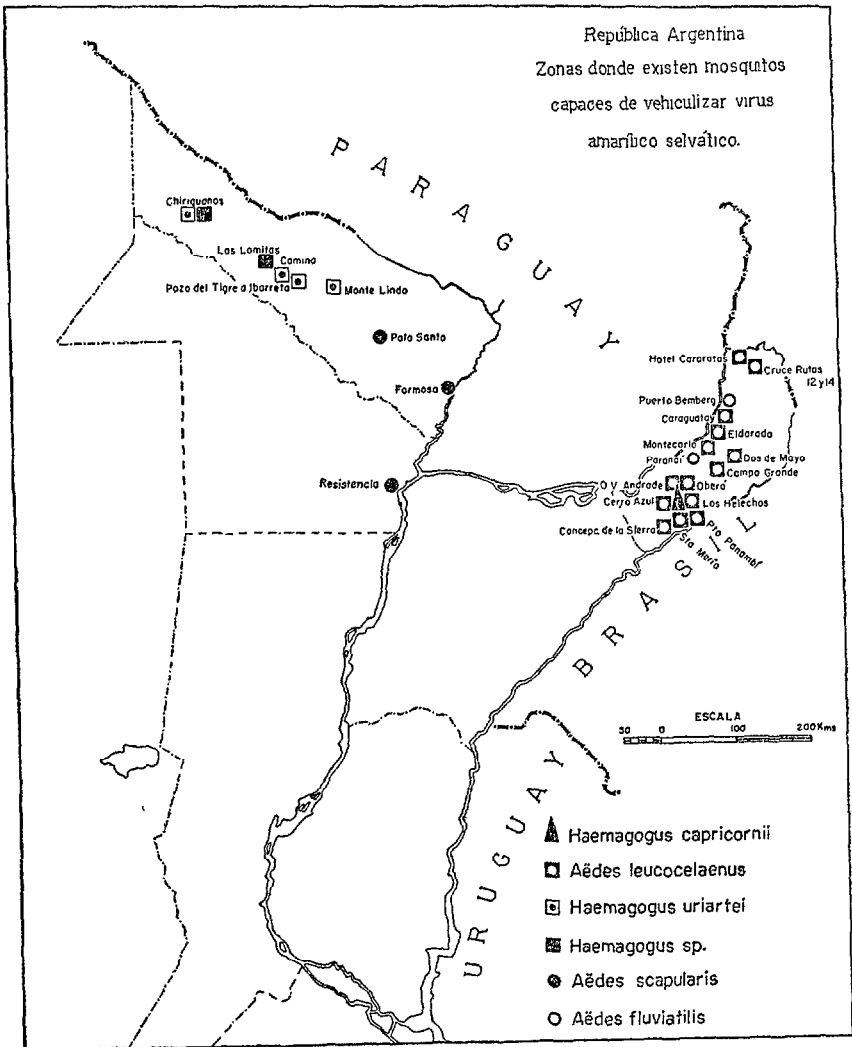 República Argentina
Zonas donde existen mosquitos
capaces de vehiculizar virus
amarílico selvático.
PARAGUAY
Chiriguanos
Las Lomitas
Camino
Pozo del Tigre a Ibarreta
Monte Lindo
Palo Santo
Formosa
Resistencia
Hotel Cataratas
Cruce Rutas
12 y 14
Puerto Bemberg
Caraguatay
Eldorado
Montecarlo
Paranái
Dos de Mayo
Campo Grande
O.V. Andrade
Oberá
Cerro Azul
Los Helechos
Concepc. de la Sierra
Sta María
Pto Panambí
BRASIL
ESCALA
50 0 100 200 Kms
URUGUAY
Haemagogus capricornii
Aëdes leucocelaenus
Haemagogus uriartei
Haemagogus sp.
Aëdes scapularis
Aëdes fluviatilis